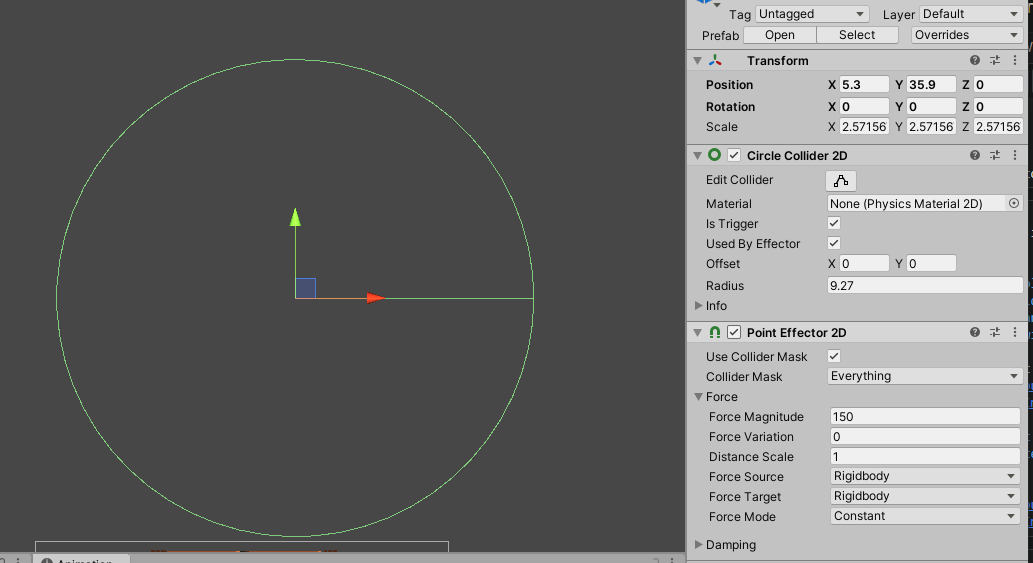 Tag Untagged Layer Default
Prefab Open Select Overrides
Transform
Position X 5.3 Y 35.9 Z 0
Rotation X 0 Y 0 Z 0
Scale X 2.57156 Y 2.57156 Z 2.57156
Circle Collider 2D
Edit Collider
Material None (Physics Material 2D)
Is Trigger
Used By Effector
Offset X 0 Y 0
Radius 9.27
Info
Point Effector 2D
Use Collider Mask
Collider Mask Everything
Force
Force Magnitude 150
Force Variation 0
Distance Scale 1
Force Source Rigidbody
Force Target Rigidbody
Force Mode Constant
Damping